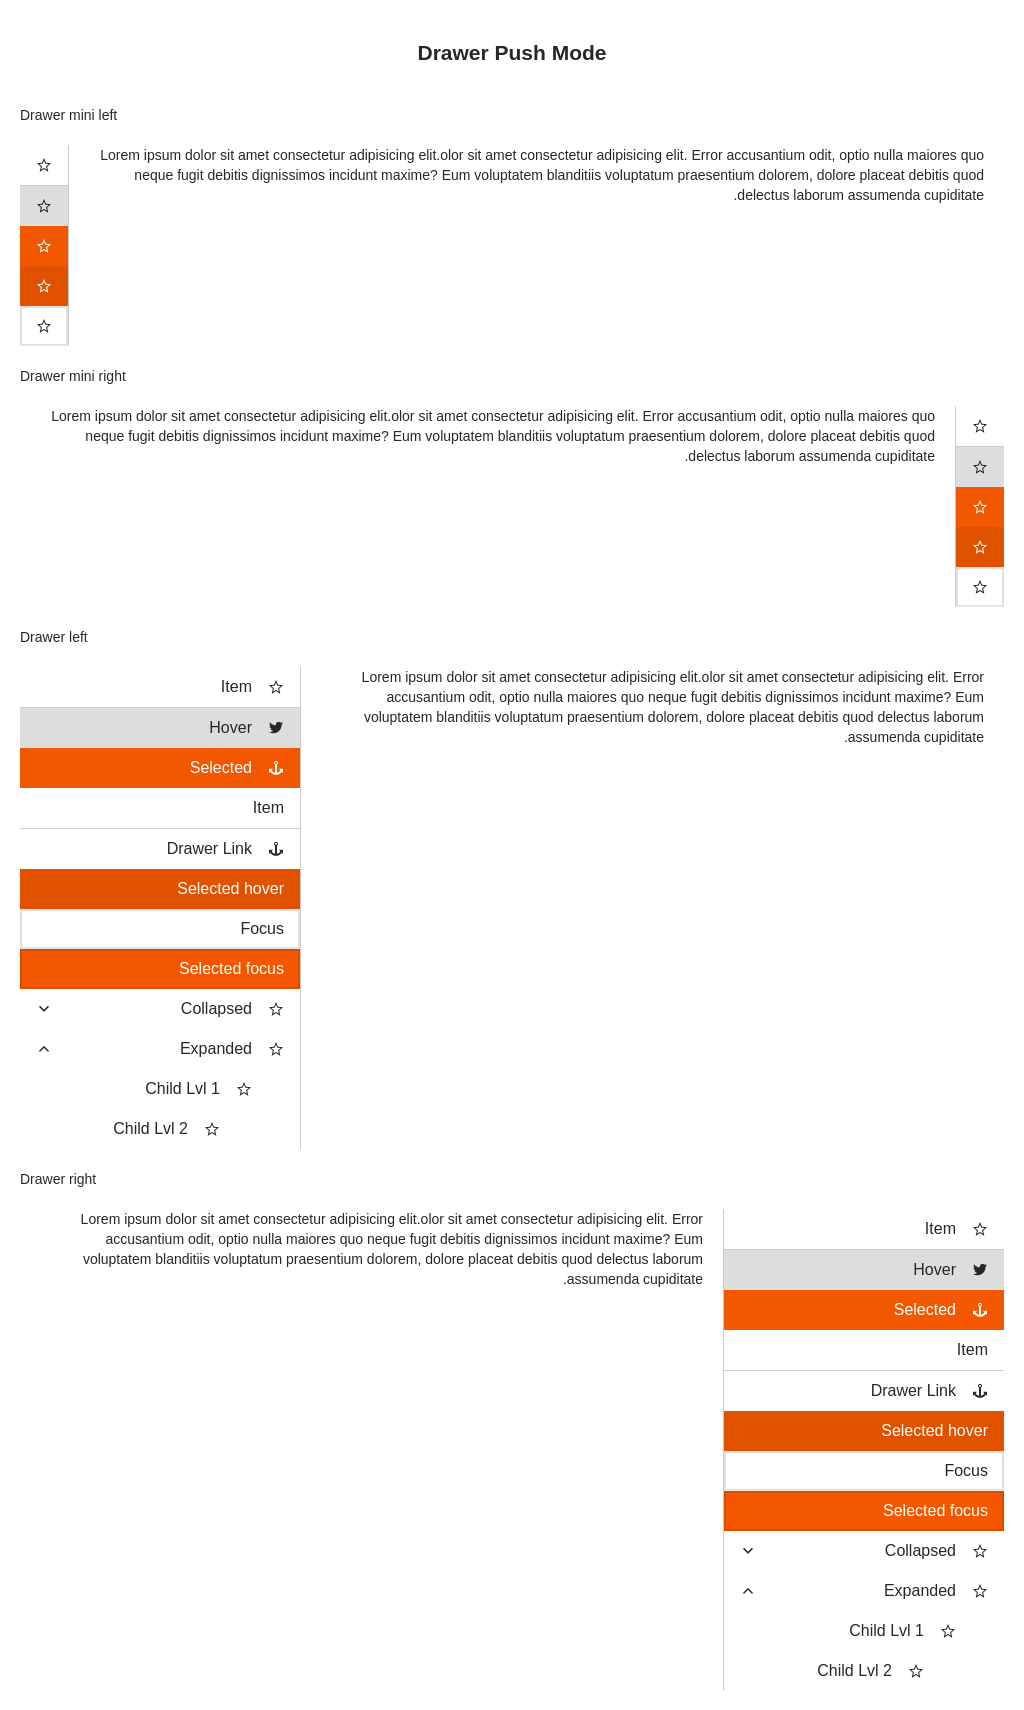 Drawer Push Mode
Drawer mini left
Lorem ipsum dolor sit amet consectetur adipisicing elit.olor sit amet consectetur adipisicing elit. Error accusantium odit, optio nulla maiores quo
neque fugit debitis dignissimos incidunt maxime? Eum voluptatem blanditiis voluptatum praesentium dolorem, dolore placeat debitis quod
.delectus laborum assumenda cupiditate
Drawer mini right
Lorem ipsum dolor sit amet consectetur adipisicing elit.olor sit amet consectetur adipisicing elit. Error accusantium odit, optio nulla maiores quo
neque fugit debitis dignissimos incidunt maxime? Eum voluptatem blanditiis voluptatum praesentium dolorem, dolore placeat debitis quod
.delectus laborum assumenda cupiditate
Drawer left
Item
Hover
Selected
Item
Drawer Link
Selected hover
Focus
Selected focus
Collapsed
Expanded
Child Lvl 1
Child Lvl 2
Lorem ipsum dolor sit amet consectetur adipisicing elit.olor sit amet consectetur adipisicing elit. Error
accusantium odit, optio nulla maiores quo neque fugit debitis dignissimos incidunt maxime? Eum
voluptatem blanditiis voluptatum praesentium dolorem, dolore placeat debitis quod delectus laborum
.assumenda cupiditate
Drawer right
Lorem ipsum dolor sit amet consectetur adipisicing elit.olor sit amet consectetur adipisicing elit. Error
accusantium odit, optio nulla maiores quo neque fugit debitis dignissimos incidunt maxime? Eum
voluptatem blanditiis voluptatum praesentium dolorem, dolore placeat debitis quod delectus laborum
.assumenda cupiditate
Item
Hover
Selected
Item
Drawer Link
Selected hover
Focus
Selected focus
Collapsed
Expanded
Child Lvl 1
Child Lvl 2